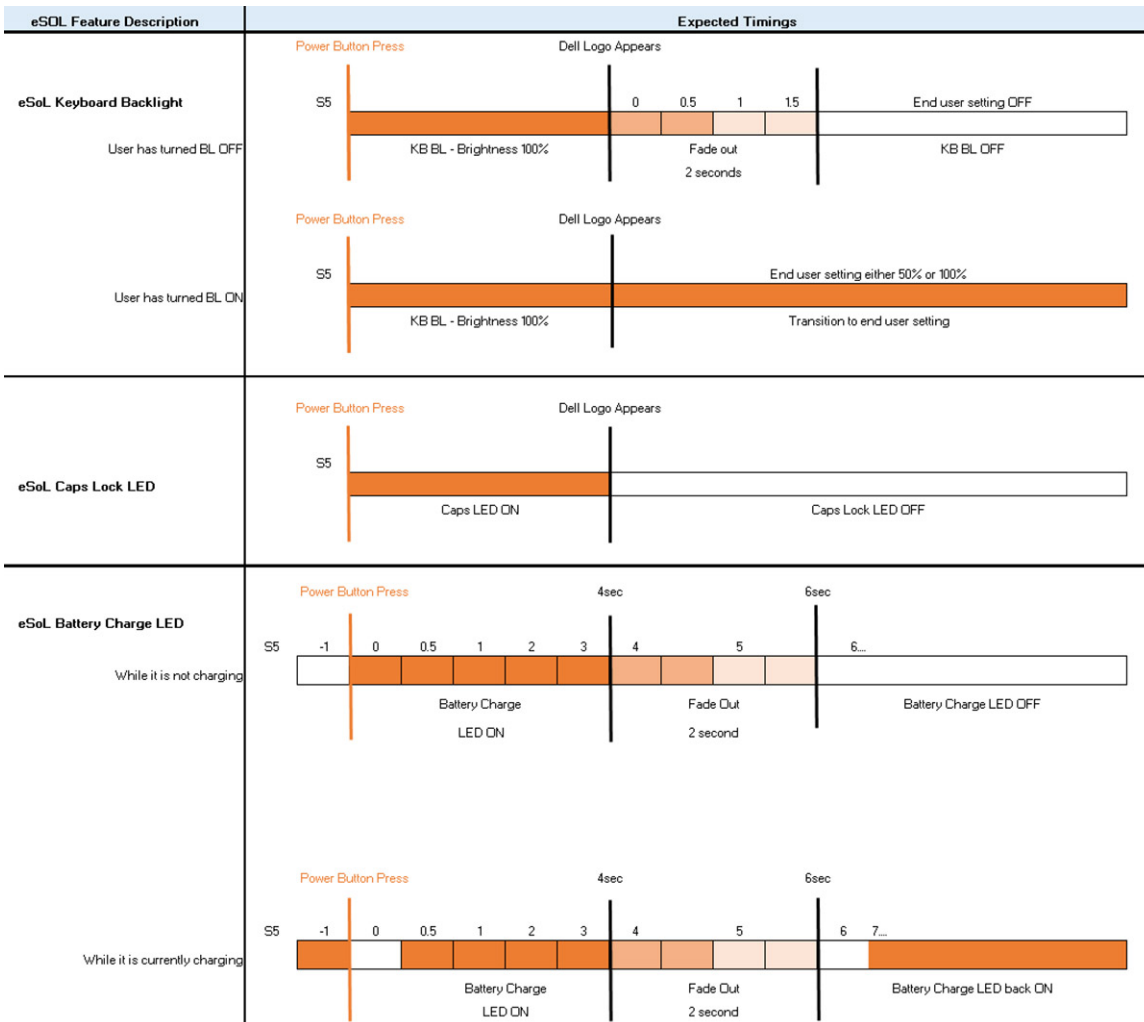 eSOL Feature Description
Expected Timings
Power Button Press
Dell Logo Appears
eSoL Keyboard Backlight
S5
0 0.5 1 1.5
End user setting OFF
User has turned BL OFF
KB BL - Brightness 100%
Fade out
KB BL OFF
2 seconds
Power Button Press
Dell Logo Appears
S5
End user setting either 50% or 100%
User has turned BL ON
KB BL - Brightness 100%
Transition to end user setting
Power Button Press
Dell Logo Appears
S5
eSoL Caps Lock LED
Caps LED ON
Caps Lock LED OFF
Power Button Press
4sec
6sec
eSoL Battery Charge LED
S5
-1 0 0.5 1 2 3 4 5 6...
While it is not charging
Battery Charge
Fade Out
Battery Charge LED OFF
LED ON
2 second
Power Button Press
4sec
6sec
S5
-1 0 0.5 1 2 3 4 5 6 7...
While it is currently charging
Battery Charge
Fade Out
Battery Charge LED back ON
LED ON
2 second